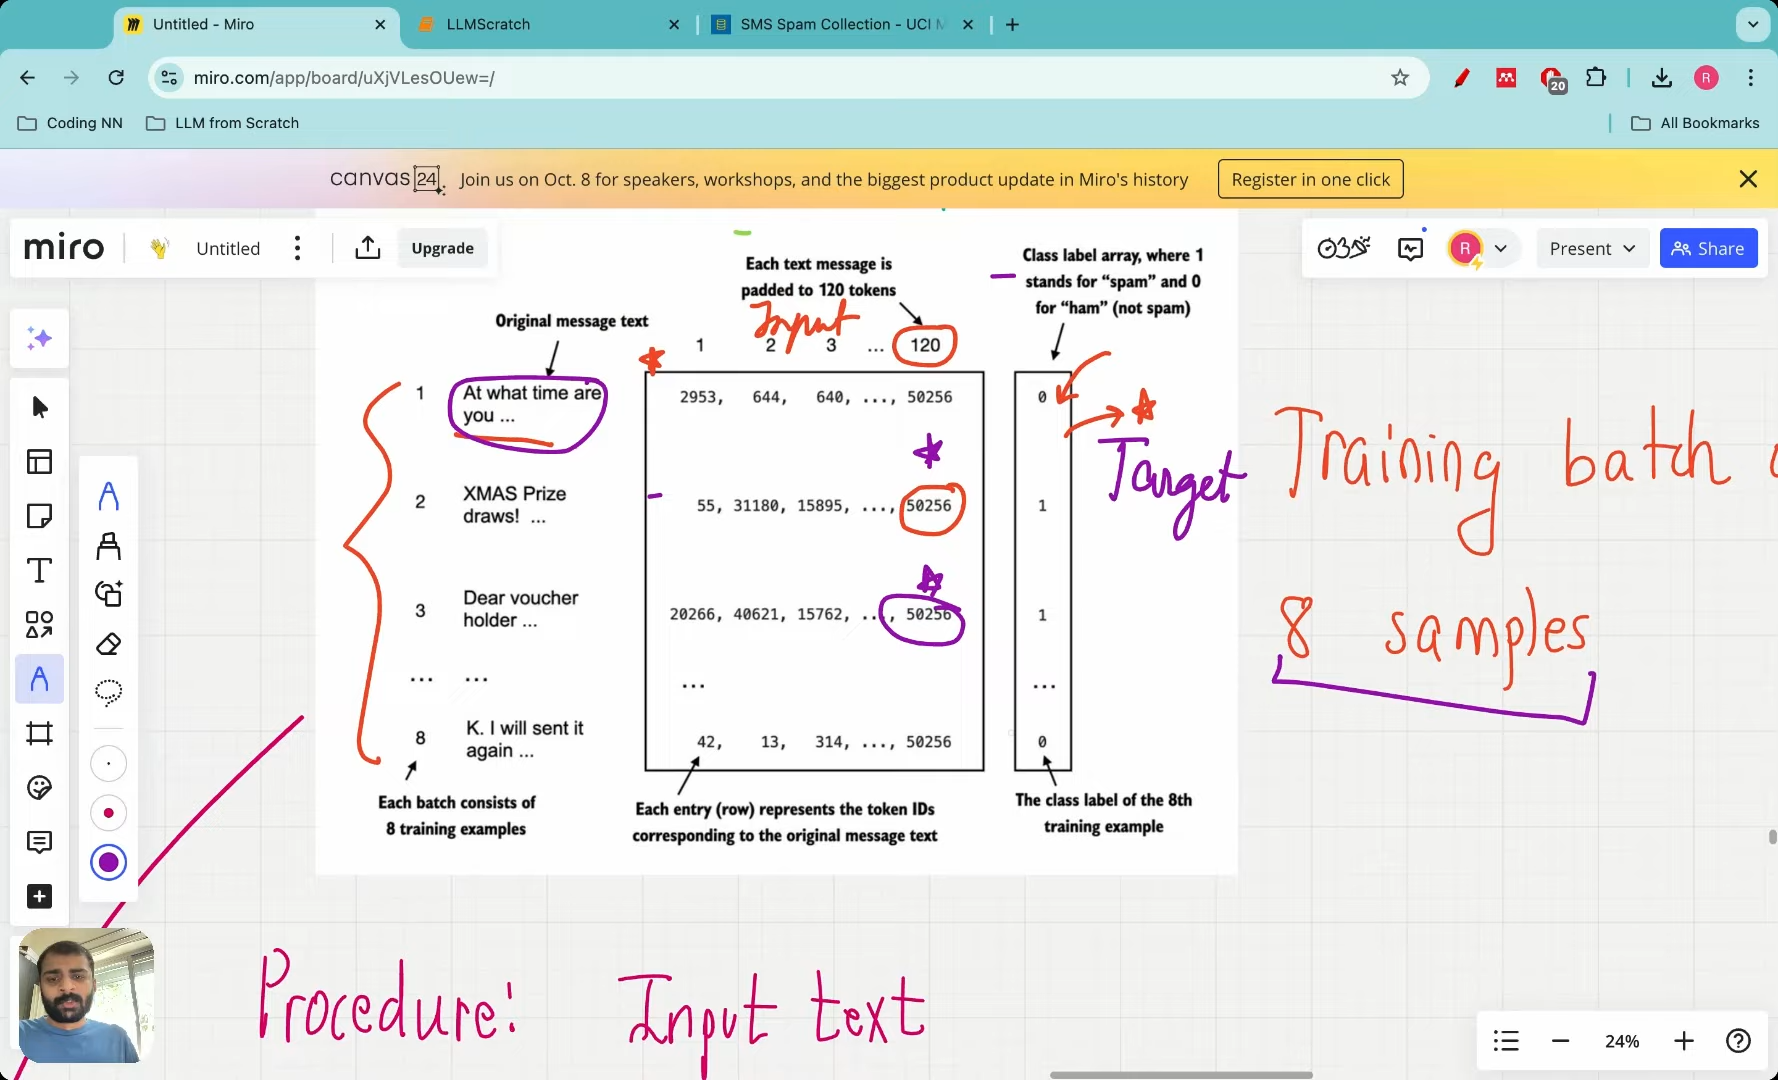 Untitled - Miro
LLMScratch
SMS Spam Collection - UCI M
miro.com/app/board/uXjVLesOUew=/
20
R
Coding NN
LLM from Scratch
All Bookmarks
canvas 24
Join us on Oct. 8 for speakers, workshops, and the biggest product update in Miro's history
Register in one click
miro
Untitled
Upgrade
R
Present
Share
Each text message is
padded to 120 tokens
Class label array, where 1
stands for “spam” and 0
for “ham” (not spam)
Original message text
Input
1 2 3 ... 120
1 At what time are
you ...
2953, 644, 640, ..., 50256
0
Target
2 XMAS Prize
draws! ...
55, 31180, 15895, ..., 50256
1
3 Dear voucher
holder ...
20266, 40621, 15762, ..., 50256
1
... ...
...
...
8 K. I will sent it
again ...
42, 13, 314, ..., 50256
0
Each batch consists of
8 training examples
Each entry (row) represents the token IDs
corresponding to the original message text
The class label of the 8th
training example
Training batch
8 samples
Procedure: Input text
24%